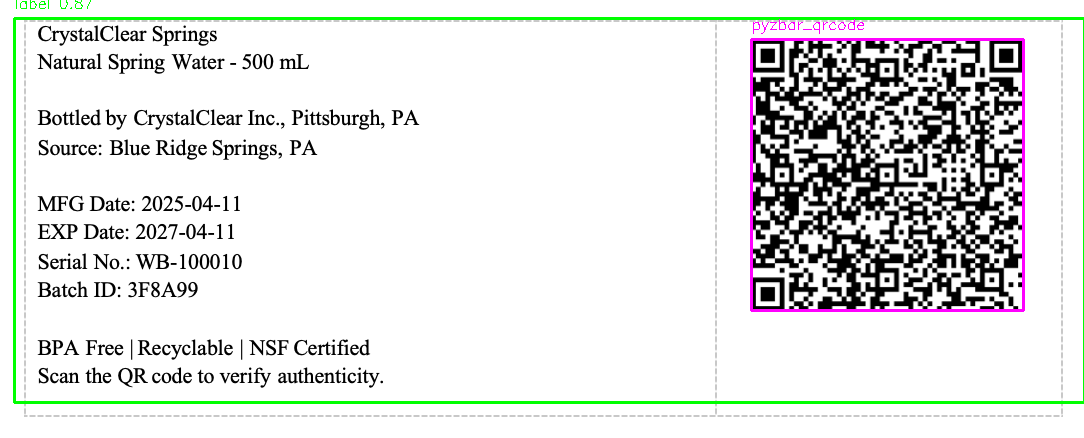 label 0.87
CrystalClear Springs
Natural Spring Water - 500 mL
Bottled by CrystalClear Inc., Pittsburgh, PA
Source: Blue Ridge Springs, PA
MFG Date: 2025-04-11
EXP Date: 2027-04-11
Serial No.: WB-100010
Batch ID: 3F8A99
BPA Free | Recyclable | NSF Certified
Scan the QR code to verify authenticity.
pyzbar_qrcode